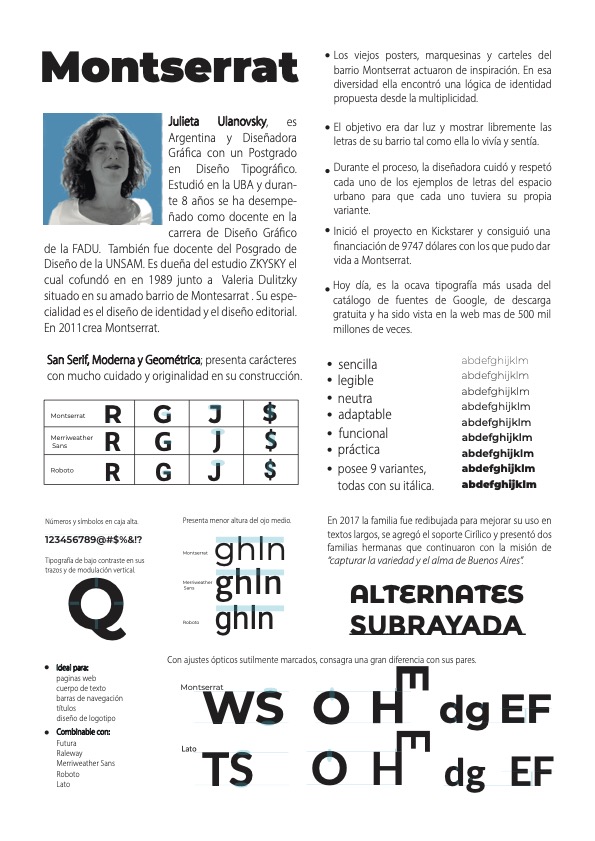 Montserrat
Julieta Ulanovsky, es
Argentina y Diseñadora
Gráfica con un Postgrado
en Diseño Tipográfico.
Estudió en la UBA y duran-
te 8 años se ha desempe-
ñado como docente en la
carrera de Diseño Gráfico
de la FADU. También fue docente del Posgrado de
Diseño de la UNSAM. Es dueña del estudio ZKYSKY el
cual cofundó en en 1989 junto a Valeria Dulitzky
situado en su amado barrio de Montesarrat . Su espe-
cialidad es el diseño de identidad y el diseño editorial.
En 2011crea Montserrat.
• Los viejos posters, marquesinas y carteles del
barrio Montserrat actuaron de inspiración. En esa
diversidad ella encontró una lógica de identidad
propuesta desde la multiplicidad.
• El objetivo era dar luz y mostrar libremente las
letras de su barrio tal como ella lo vivía y sentía.
• Durante el proceso, la diseñadora cuidó y respetó
cada uno de los ejemplos de letras del espacio
urbano para que cada uno tuviera su propia
variante.
• Inició el proyecto en Kickstarer y consiguió una
financiación de 9747 dólares con los que pudo dar
vida a Montserrat.
• Hoy día, es la ocava tipografía más usada del
catálogo de fuentes de Google, de descarga
gratuita y ha sido vista en la web mas de 500 mil
millones de veces.
San Serif, Moderna y Geométrica; presenta carácteres
con mucho cuidado y originalidad en su construcción.
Montserrat R G J $
Merriweather
Sans
R G J $
Roboto R G J $
• sencilla
• legible
• neutra
• adaptable
• funcional
• práctica
• posee 9 variantes,
todas con su itálica.
abdefghijklm
abdefghijklm
abdefghijklm
abdefghijklm
abdefghijklm
abdefghijklm
abdefghijklm
abdefghijklm
abdefghijklm
Números y símbolos en caja alta.
123456789@#$%&!?
Tipografía de bajo contraste en sus
trazos y de modulación vertical.
Q
Presenta menor altura del ojo medio.
Montserrat ghln
Merriweather
Sans
ghln
Roboto ghln
En 2017 la familia fue redibujada para mejorar su uso en
textos largos, se agregó el soporte Cirílico y presentó dos
familias hermanas que continuaron con la misión de
“capturar la variedad y el alma de Buenos Aires”.
ALTERNATES
SUBRAYADA
• Ideal para:
paginas web
cuerpo de texto
barras de navegación
títulos
diseño de logotipo
• Combinable con:
Futura
Raleway
Merriweather Sans
Roboto
Lato
Con ajustes ópticos sutilmente marcados, consagra una gran diferencia con sus pares.
Montserrat
WS O HE dg EF
Lato
TS O HE dg EF